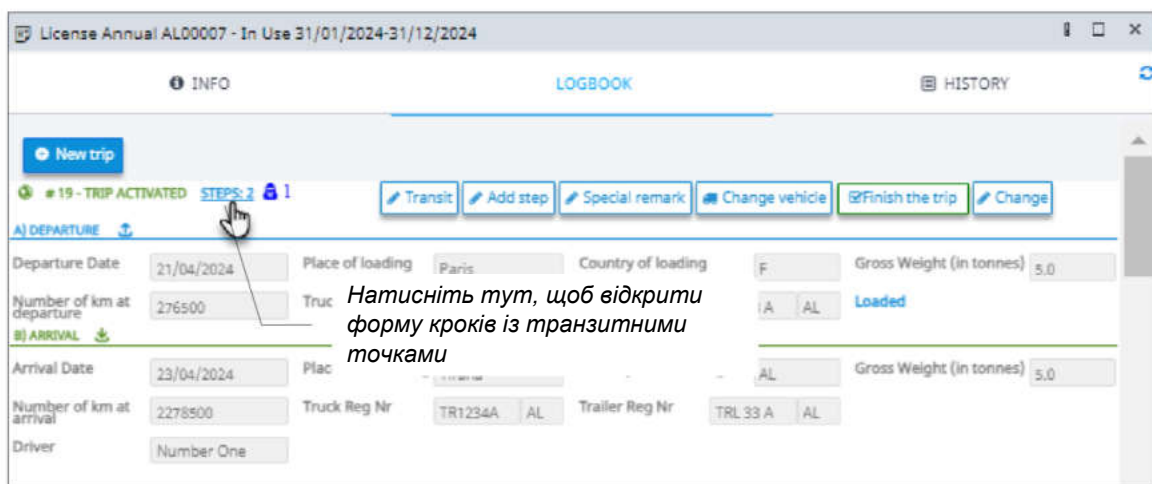 License Annual AL00007 - In Use 31/01/2024-31/12/2024
INFO LOGBOOK HISTORY
New trip
# 19 - TRIP ACTIVATED STEPS: 2 1 Transit Add step Special remark Change vehicle Finish the trip Change
A) DEPARTURE
Departure Date 21/04/2024 Place of loading Paris Country of loading F Gross Weight (in tonnes) 5.0
Number of km at departure 276500 Truc A AL Loaded
Натисніть тут, щоб відкрити
форму кроків із транзитними
точками
B) ARRIVAL
Arrival Date 23/04/2024 Plac AL Gross Weight (in tonnes) 5.0
Number of km at arrival 2278500 Truck Reg Nr TR1234A AL Trailer Reg Nr TRL 33 A AL
Driver Number One